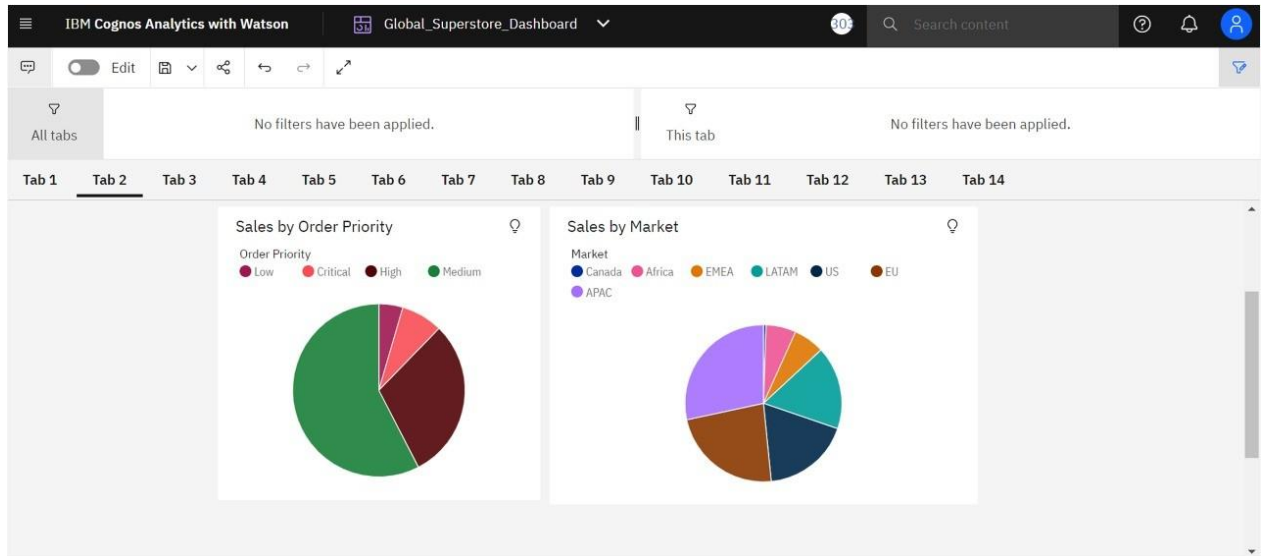 IBM Cognos Analytics with Watson
Global_Superstore_Dashboard
303
Search content
Edit
All tabs
No filters have been applied.
This tab
No filters have been applied.
Tab 1 Tab 2 Tab 3 Tab 4 Tab 5 Tab 6 Tab 7 Tab 8 Tab 9 Tab 10 Tab 11 Tab 12 Tab 13 Tab 14
Sales by Order Priority
Order Priority
Low Critical High Medium
Sales by Market
Market
Canada Africa EMEA LATAM US EU
APAC